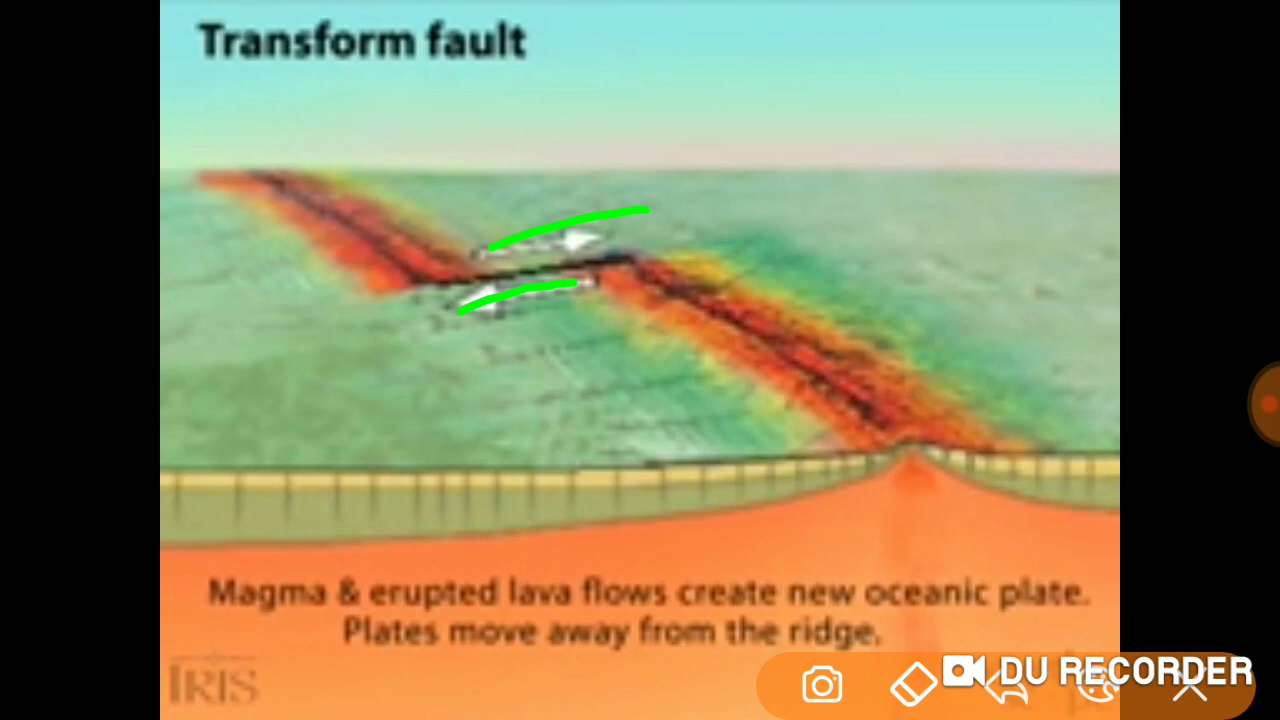 Transform fault
Magma & erupted lava flows create new oceanic plate.
Plates move away from the ridge.
IRIS
DU RECORDER